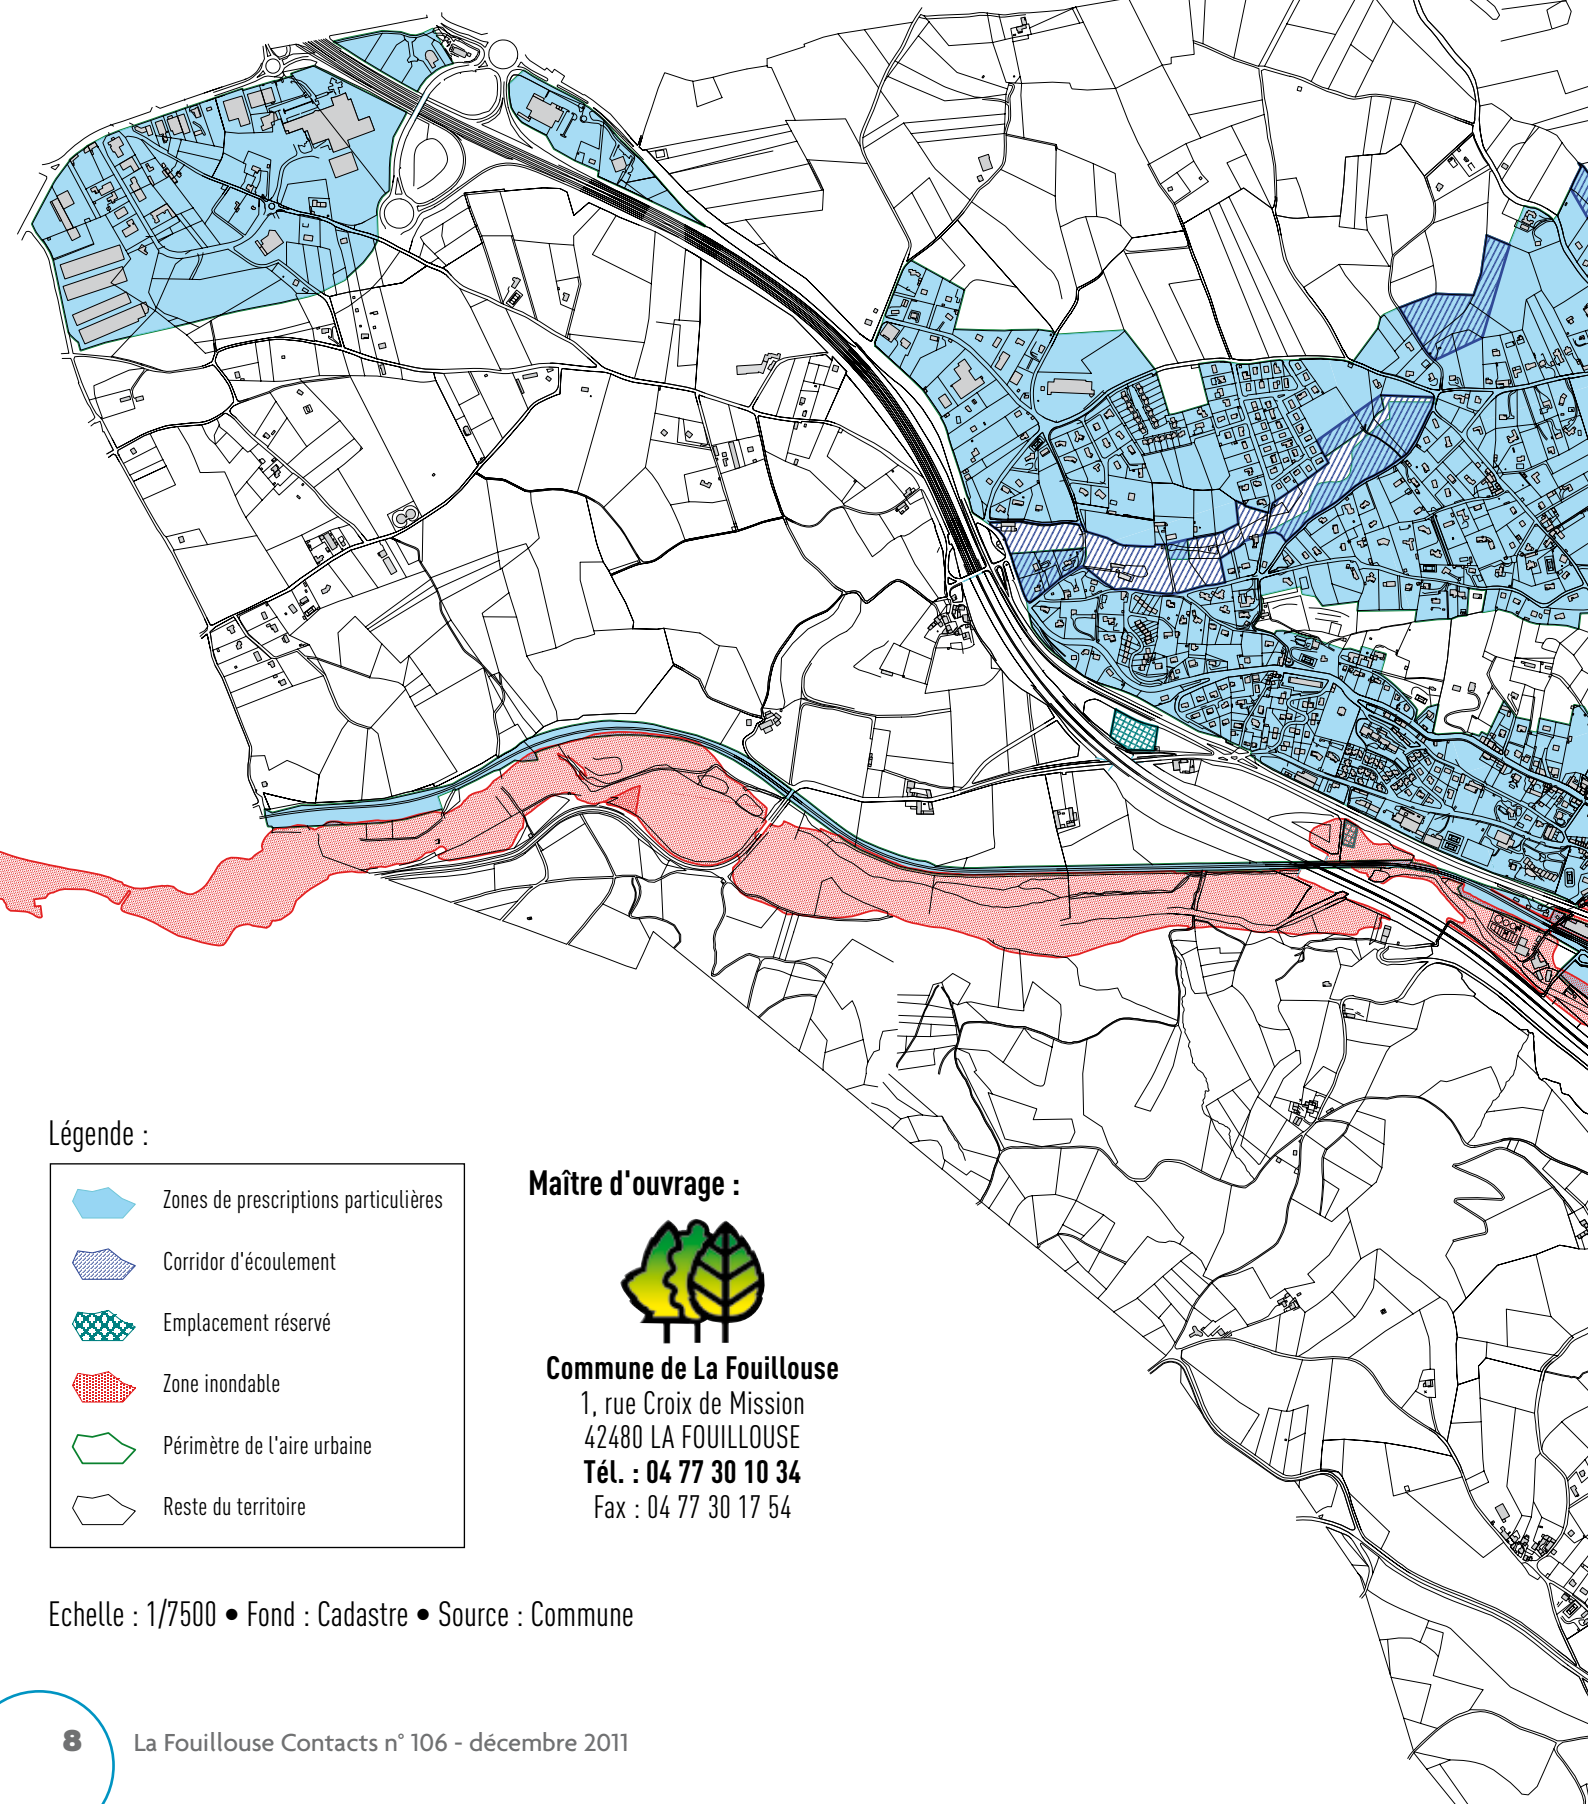 Légende :
Zones de prescriptions particulières
Corridor d'écoulement
Emplacement réservé
Zone inondable
Périmètre de l'aire urbaine
Reste du territoire
Maître d'ouvrage :
Commune de La Fouillouse
1, rue Croix de Mission
42480 LA FOUILLOUSE
Tél. : 04 77 30 10 34
Fax : 04 77 30 17 54
Echelle : 1/7500 • Fond : Cadastre • Source : Commune
8 La Fouillouse Contacts n° 106 - décembre 2011